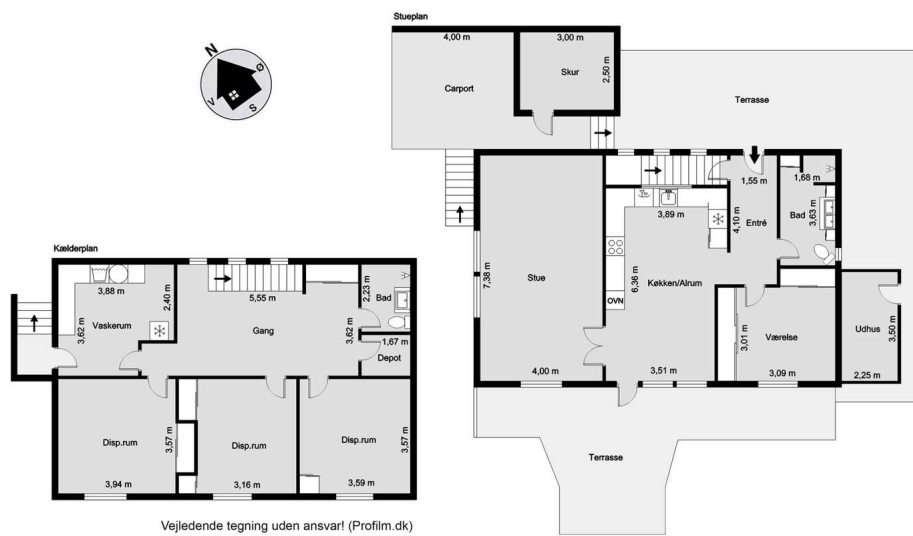 Stueplan
4,00 m
3,00 m
Skur
2,50 m
Carport
Terrasse
N
Ø
V
S
1,55 m
1,68 m
3,89 m
4,10 m
Entré
Bad
3,63 m
7,38 m
Stue
6,36 m
Køkken/Alrum
OVN
3,01 m
Værelse
Udhus
3,50 m
4,00 m
3,51 m
3,09 m
2,25 m
Terrasse
Kælderplan
3,88 m
2,40 m
5,55 m
2,23 m
Bad
3,62 m
Vaskerum
Gang
3,62 m
1,67 m
Depot
Disp.rum
3,57 m
Disp.rum
Disp.rum
3,57 m
3,94 m
3,16 m
3,59 m
Vejledende tegning uden ansvar! (Profilm.dk)